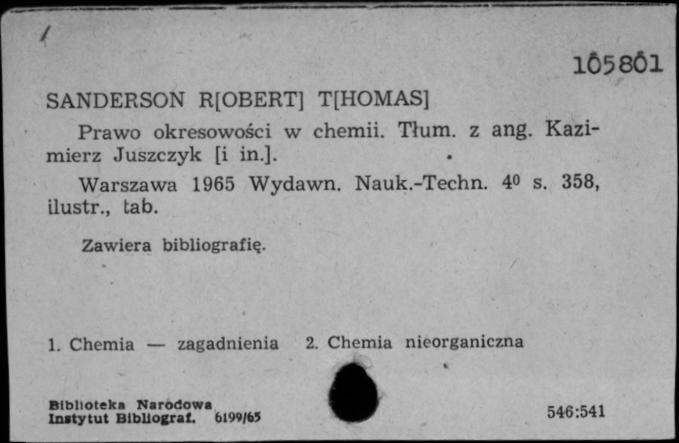 105801
SANDERSON R[OBERT] T[HOMAS]
Prawo okresowości w chemii. Tłum. z ang. Kazi-
mierz Juszczyk [i in.].
Warszawa 1965 Wydawn. Nauk.-Techn. 4⁰ s. 358,
ilustr., tab.
Zawiera bibliografię.
1. Chemia — zagadnienia 2. Chemia nieorganiczna
Biblioteka Narodowa
Instytut Bibliograf. 6199/65
546:541